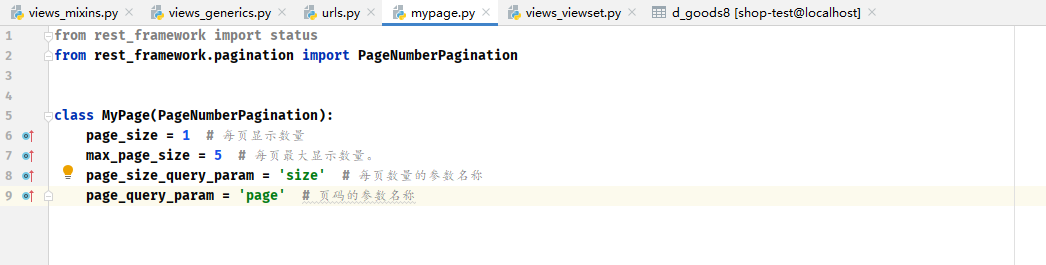 views_mixins.py views_generics.py urls.py mypage.py views_viewset.py d_goods8 [shop-test@localhost]
1 from rest_framework import status
2 from rest_framework.pagination import PageNumberPagination
3
4
5 class MyPage(PageNumberPagination):
6 page_size = 1 # 每页显示数量
7 max_page_size = 5 # 每页最大显示数量。
8 page_size_query_param = 'size' # 每页数量的参数名称
9 page_query_param = 'page' # 页码的参数名称